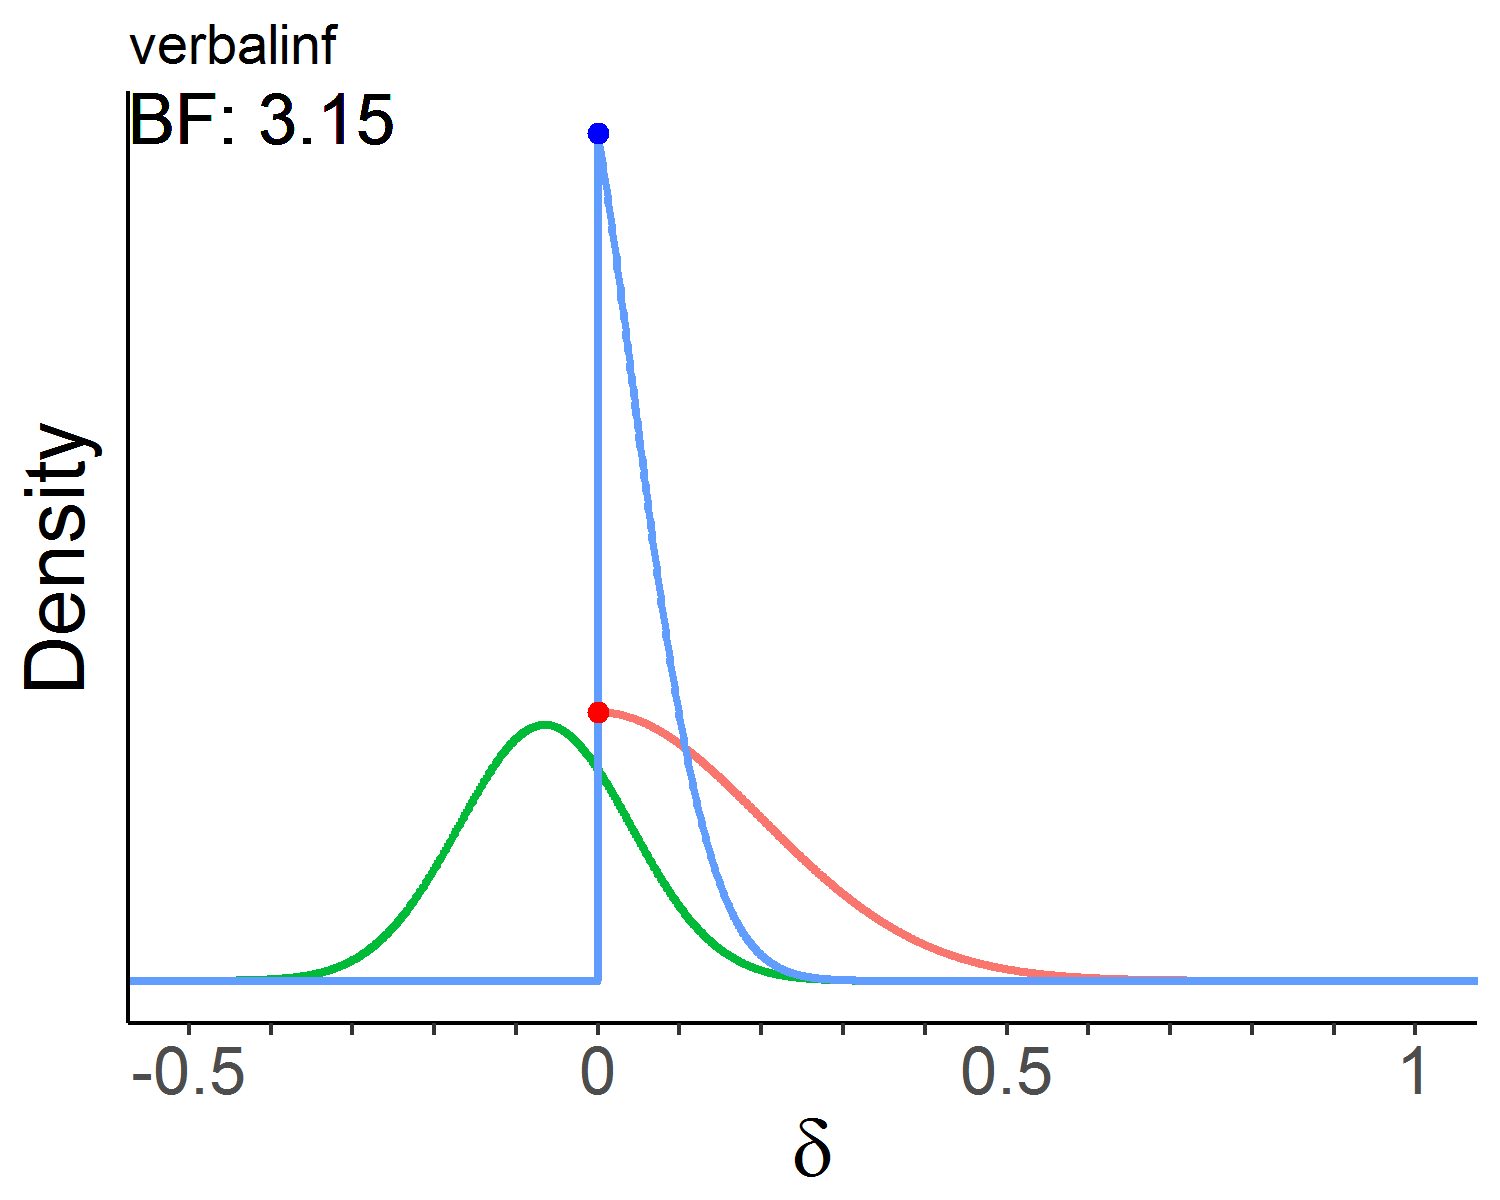 verbalinf
BF: 3.15
Density
-0.5 0 0.5 1
δ